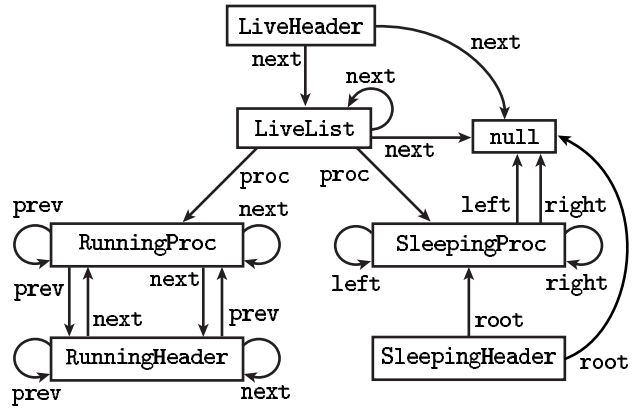 LiveHeader
next
next
next
LiveList
null
next
proc
proc
prev
next
left
right
RunningProc
SleepingProc
prev
next
left
right
next
prev
root
RunningHeader
SleepingHeader
root
prev
next